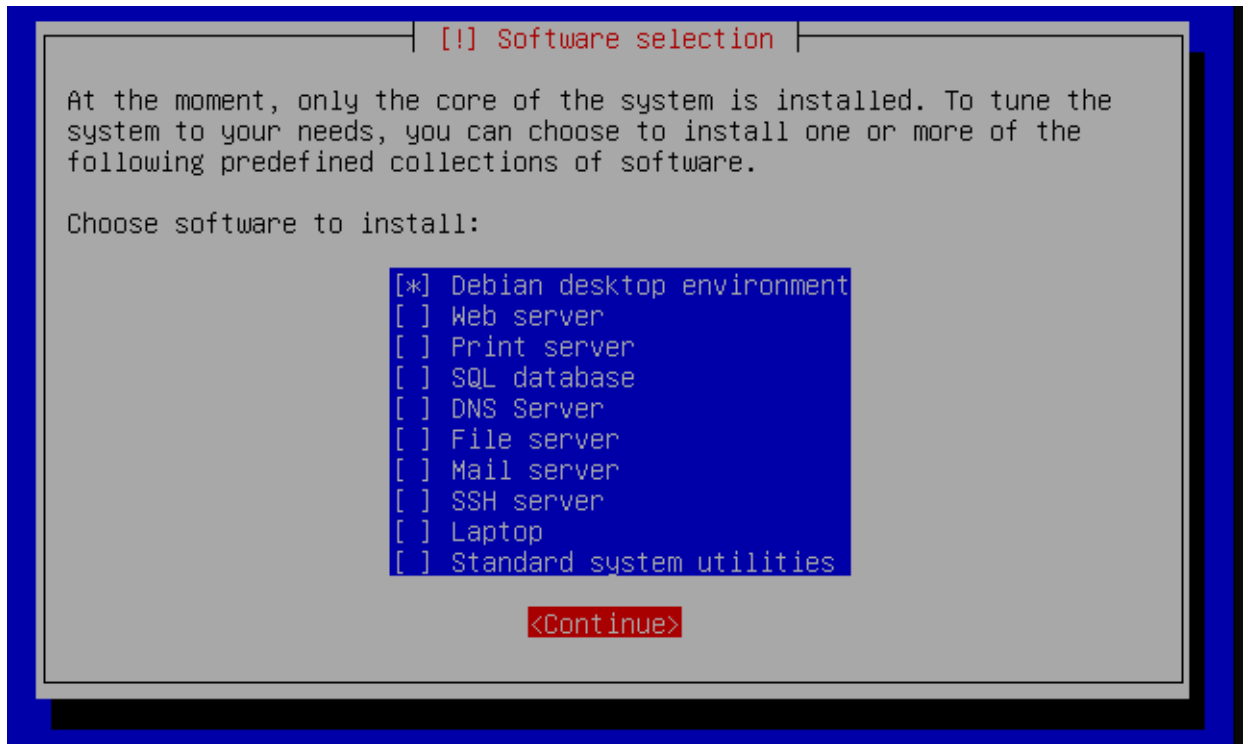 [!] Software selection
At the moment, only the core of the system is installed. To tune the
system to your needs, you can choose to install one or more of the
following predefined collections of software.
Choose software to install:
[*] Debian desktop environment
[ ] Web server
[ ] Print server
[ ] SQL database
[ ] DNS Server
[ ] File server
[ ] Mail server
[ ] SSH server
[ ] Laptop
[ ] Standard system utilities
<Continue>